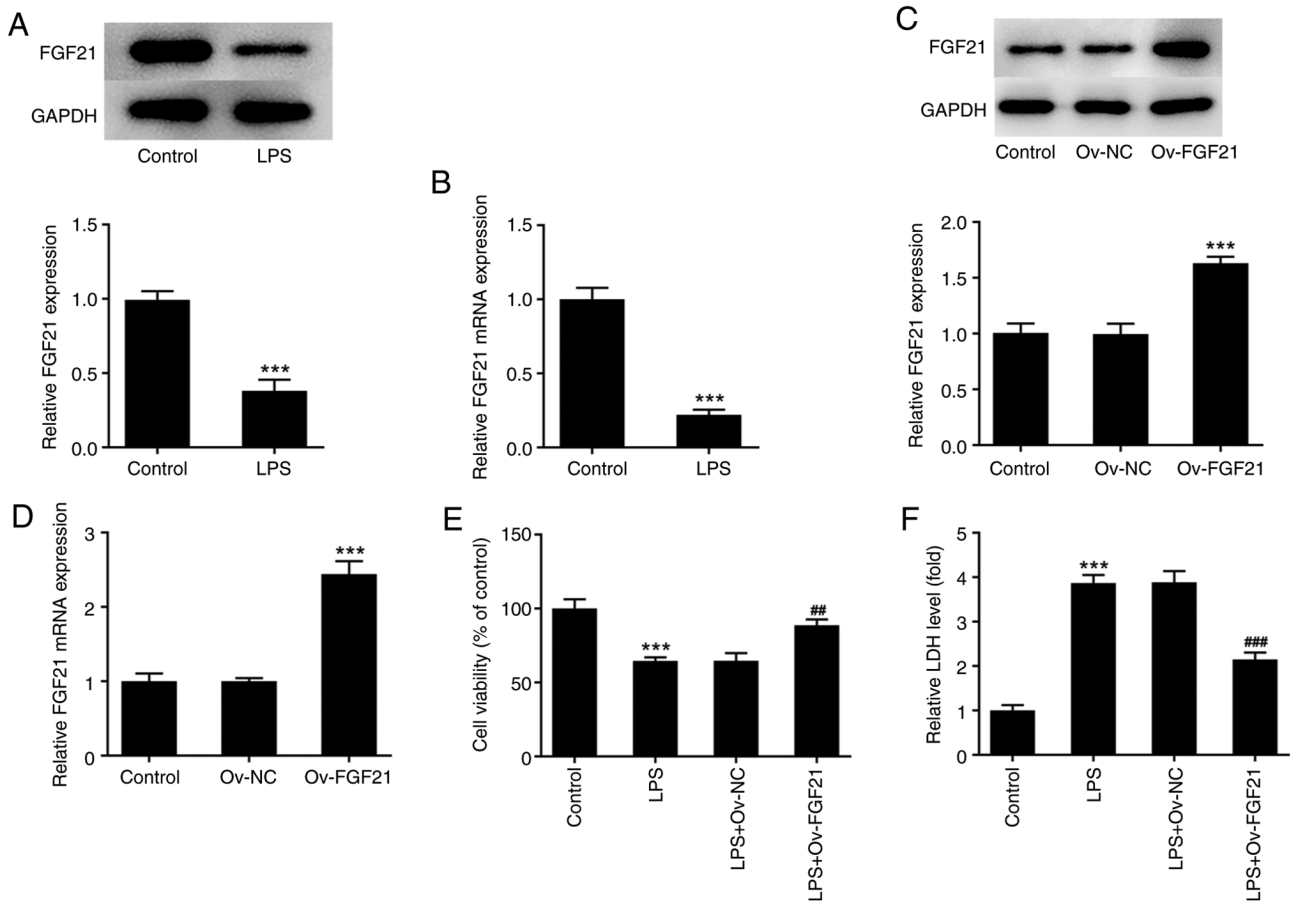 A
FGF21
GAPDH
Control LPS
Relative FGF21 expression
1.5
1.0
0.5
0.0
***
Control LPS
B
Relative FGF21 mRNA expression
1.5
1.0
0.5
0.0
***
Control LPS
C
FGF21
GAPDH
Control Ov-NC Ov-FGF21
Relative FGF21 expression
2.0
1.5
1.0
0.5
0.0
***
Control Ov-NC Ov-FGF21
D
Relative FGF21 mRNA expression
3
2
1
0
***
Control Ov-NC Ov-FGF21
E
Cell viability (% of control)
150
100
50
0
***
##
Control
LPS
LPS+Ov-NC
LPS+Ov-FGF21
F
Relative LDH level (fold)
5
4
3
2
1
0
***
###
Control
LPS
LPS+Ov-NC
LPS+Ov-FGF21